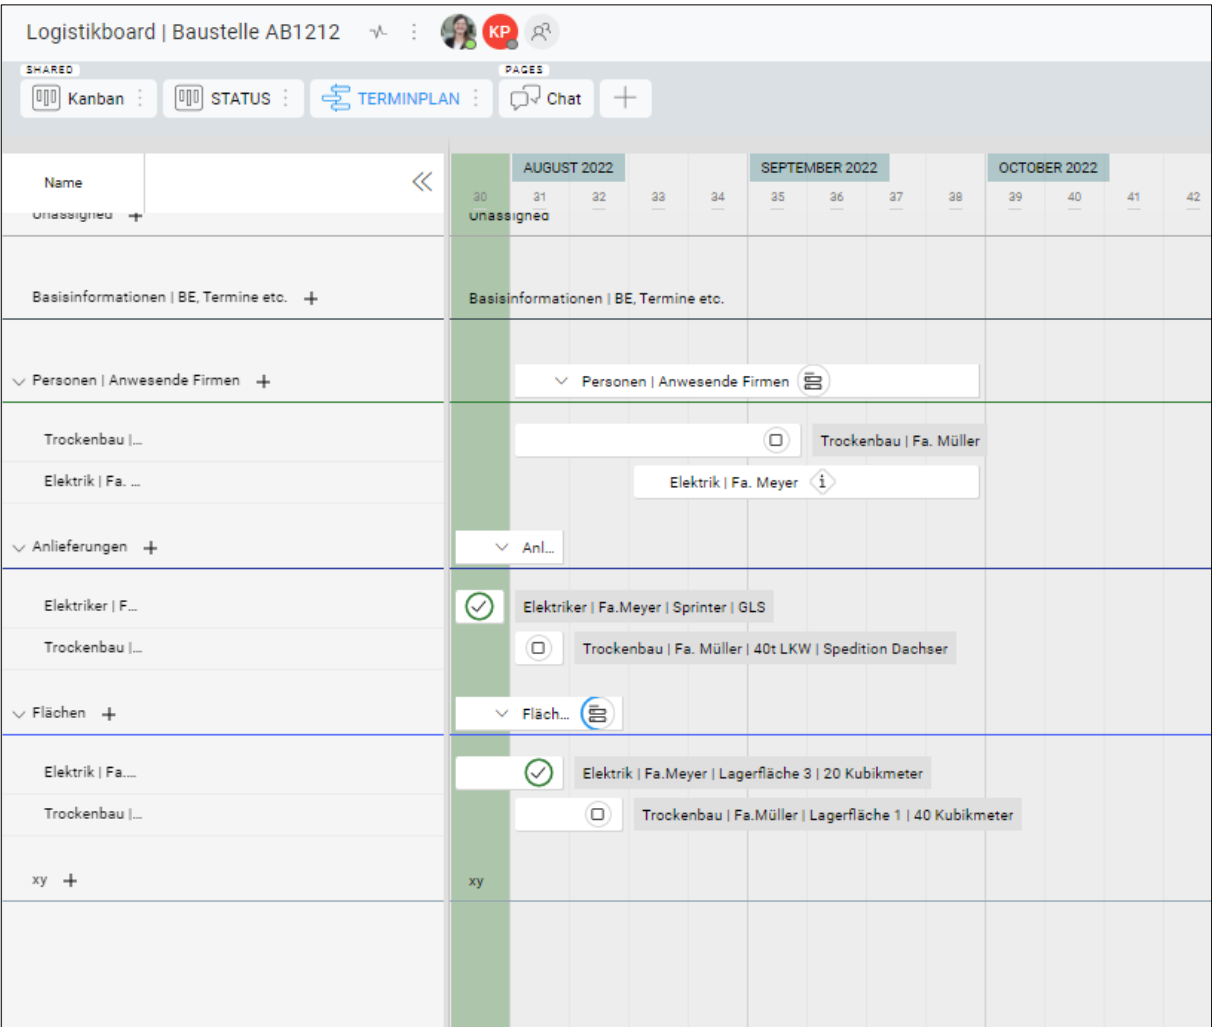 Logistikboard | Baustelle AB1212
KP
SHARED
PAGES
Kanban
STATUS
TERMINPLAN
Chat
Name
AUGUST 2022
SEPTEMBER 2022
OCTOBER 2022
30 31 32 33 34 35 36 37 38 39 40 41 42
Unassigned
Unassigned
Basisinformationen | BE, Termine etc.
Basisinformationen | BE, Termine etc.
Personen | Anwesende Firmen
Personen | Anwesende Firmen
Trockenbau |...
Trockenbau | Fa. Müller
Elektrik | Fa. ...
Elektrik | Fa. Meyer
Anlieferungen
Anl...
Elektriker | F...
Elektriker | Fa.Meyer | Sprinter | GLS
Trockenbau |...
Trockenbau | Fa. Müller | 40t LKW | Spedition Dachser
Flächen
Fläch...
Elektrik | Fa....
Elektrik | Fa.Meyer | Lagerfläche 3 | 20 Kubikmeter
Trockenbau |...
Trockenbau | Fa.Müller | Lagerfläche 1 | 40 Kubikmeter
xy
xy